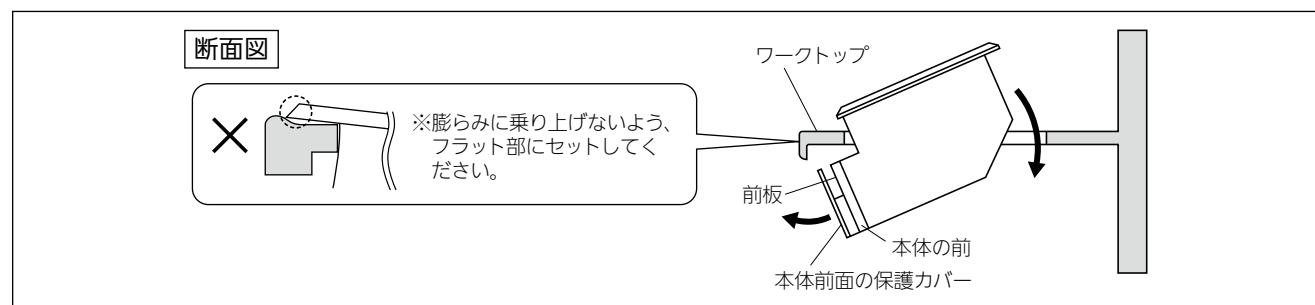 断面図
※膨らみに乗り上げないよう、
フラット部にセットしてく
ださい。
ワークトップ
前板
本体の前
本体前面の保護カバー